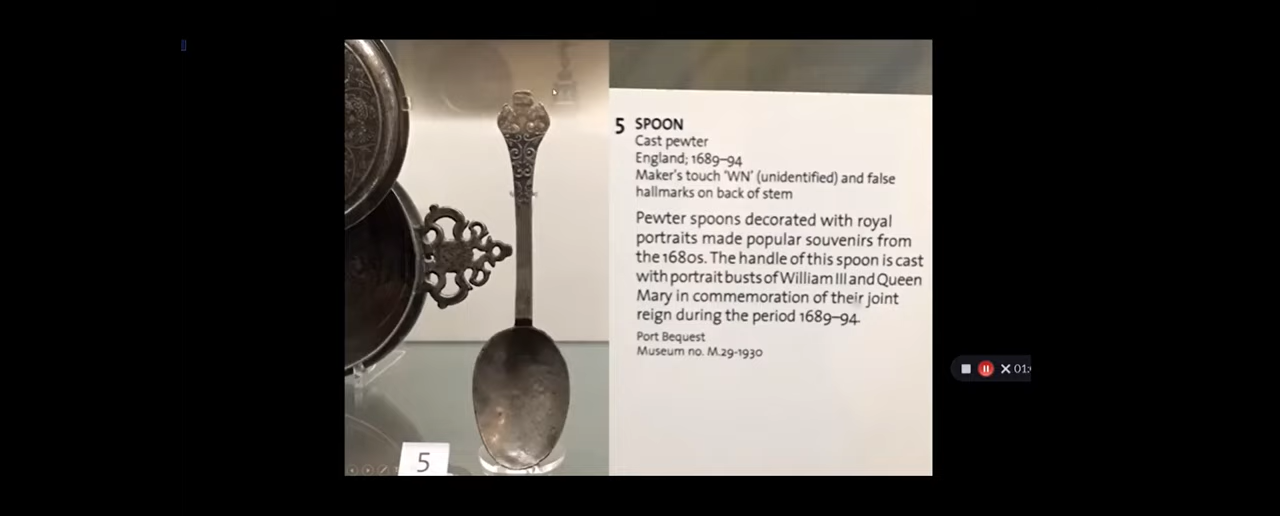 5 SPOON
Cast pewter
England; 1689–94
Maker's touch 'WN' (unidentified) and false
hallmarks on back of stem
Pewter spoons decorated with royal
portraits made popular souvenirs from
the 1680s. The handle of this spoon is cast
with portrait busts of William III and Queen
Mary in commemoration of their joint
reign during the period 1689–94.
Port Bequest
Museum no. M.29-1930
5